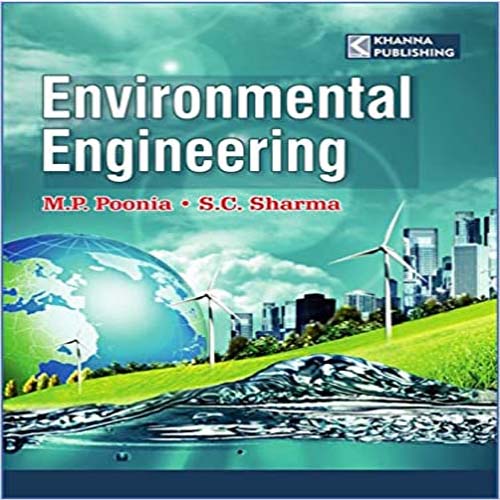 KHANNA
PUBLISHING
Environmental
Engineering
M.P. Poonia • S.C. Sharma